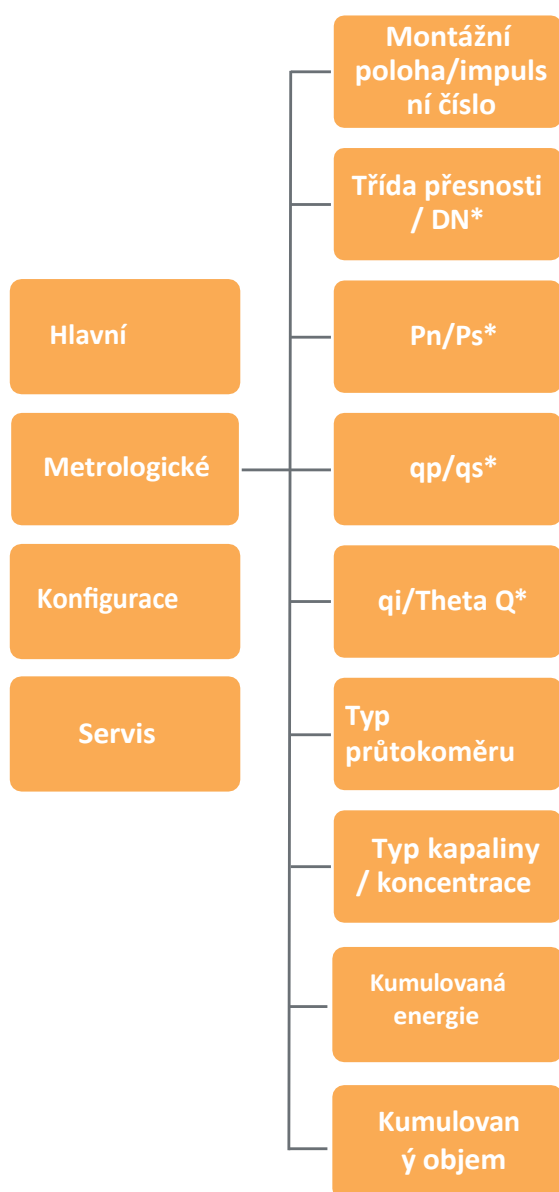 Hlavní
Metrologické
Konfigurace
Servis
Montážní
poloha/impuls
ní číslo
Třída přesnosti
/ DN*
Pn/Ps*
qp/qs*
qi/Theta Q*
Typ
průtokoměru
Typ kapaliny
/ koncentrace
Kumulovaná
energie
Kumulovan
ý objem